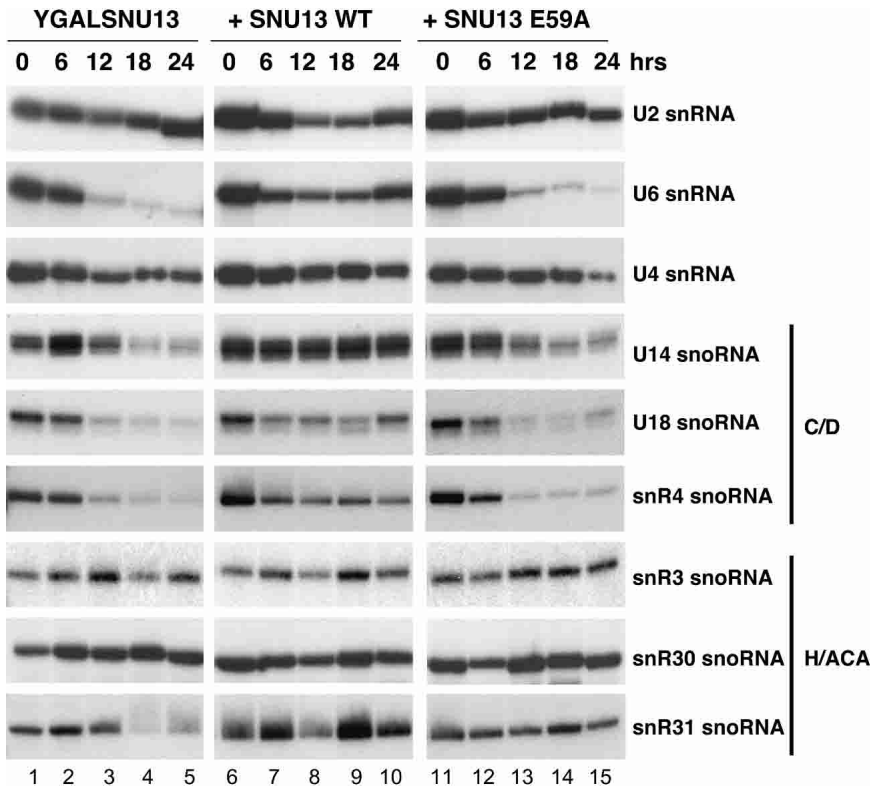 YGALSNU13 + SNU13 WT + SNU13 E59A
0 6 12 18 24 0 6 12 18 24 0 6 12 18 24 hrs
U2 snRNA
U6 snRNA
U4 snRNA
U14 snoRNA
U18 snoRNA
C/D
snR4 snoRNA
snR3 snoRNA
snR30 snoRNA
H/ACA
snR31 snoRNA
1 2 3 4 5 6 7 8 9 10 11 12 13 14 15